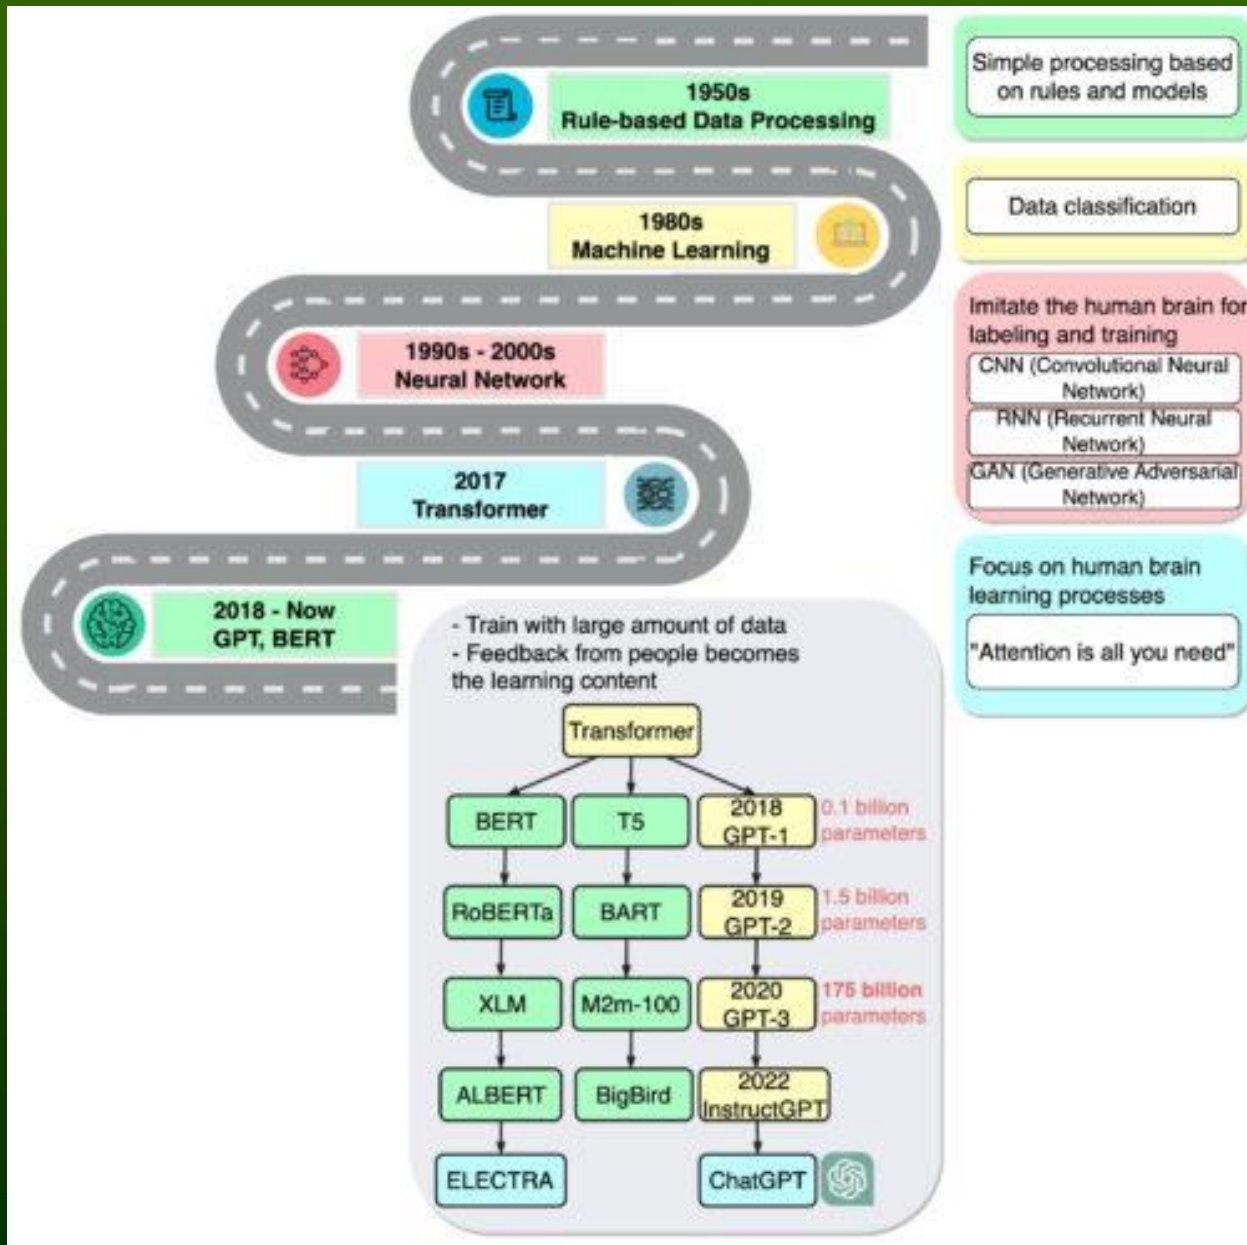 1950s
Rule-based Data Processing
Simple processing based
on rules and models
1980s
Machine Learning
Data classification
1990s - 2000s
Neural Network
Imitate the human brain for
labeling and training
CNN (Convolutional Neural
Network)
RNN (Recurrent Neural
Network)
GAN (Generative Adversarial
Network)
2017
Transformer
Focus on human brain
learning processes
"Attention is all you need"
2018 - Now
GPT, BERT
- Train with large amount of data
- Feedback from people becomes
the learning content
Transformer
BERT
T5
2018
GPT-1
0.1 billion
parameters
RoBERTa
BART
2019
GPT-2
1.5 billion
parameters
XLM
M2m-100
2020
GPT-3
175 billion
parameters
ALBERT
BigBird
2022
InstructGPT
ELECTRA
ChatGPT